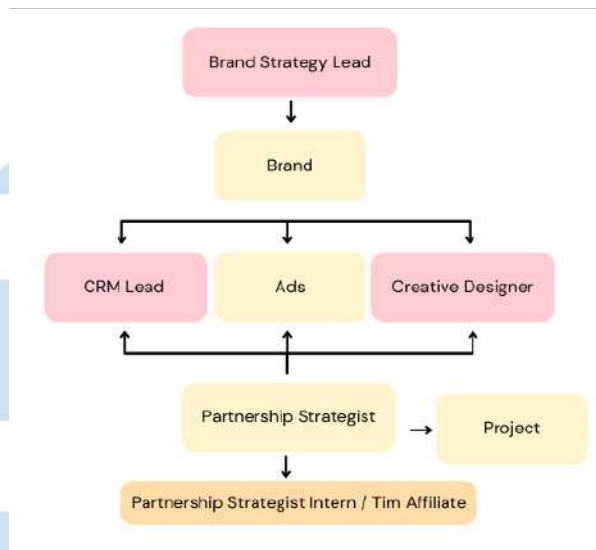 Brand Strategy Lead
Brand
CRM Lead
Ads
Creative Designer
Partnership Strategist
Project
Partnership Strategist Intern / Tim Affiliate